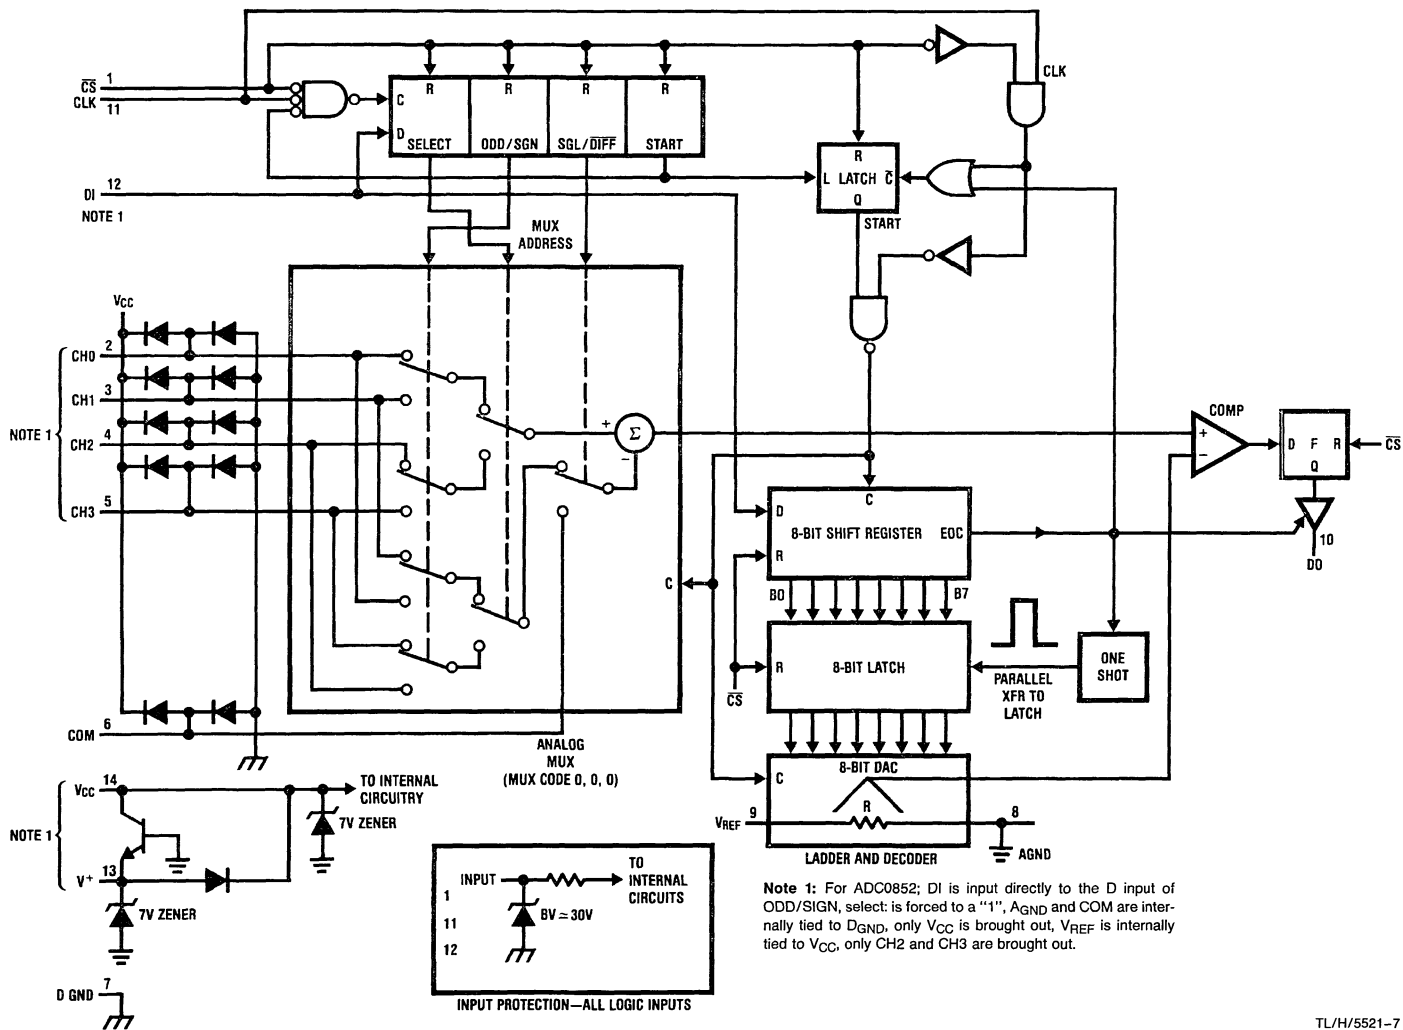 CS 1
CLK 11
C
D
R
R
R
R
SELECT
ODD/SGN
SGL/DIFF
START
CLK
DI 12
NOTE 1
R
L LATCH C
Q
START
MUX
ADDRESS
VCC
NOTE 1
CH0 2
CH1 3
CH2 4
CH3 5
COM 6
+
Σ
−
C
ANALOG
MUX
(MUX CODE 0, 0, 0)
C
D
8-BIT SHIFT REGISTER EOC
R
B0
B7
R
8-BIT LATCH
CS
PARALLEL
XFR TO
LATCH
ONE
SHOT
COMP
+
−
D F R
Q
CS
10
DO
8-BIT DAC
C
R
VREF 9
8
AGND
LADDER AND DECODER
NOTE 1
VCC 14
TO INTERNAL
CIRCUITRY
7V ZENER
V+ 13
7V ZENER
D GND 7
INPUT
TO
INTERNAL
CIRCUITS
1
11
12
BV ≃ 30V
INPUT PROTECTION—ALL LOGIC INPUTS
Note 1: For ADC0852; DI is input directly to the D input of
ODD/SIGN, select: is forced to a "1", AGND and COM are inter-
nally tied to DGND, only VCC is brought out, VREF is internally
tied to VCC, only CH2 and CH3 are brought out.
TL/H/5521-7